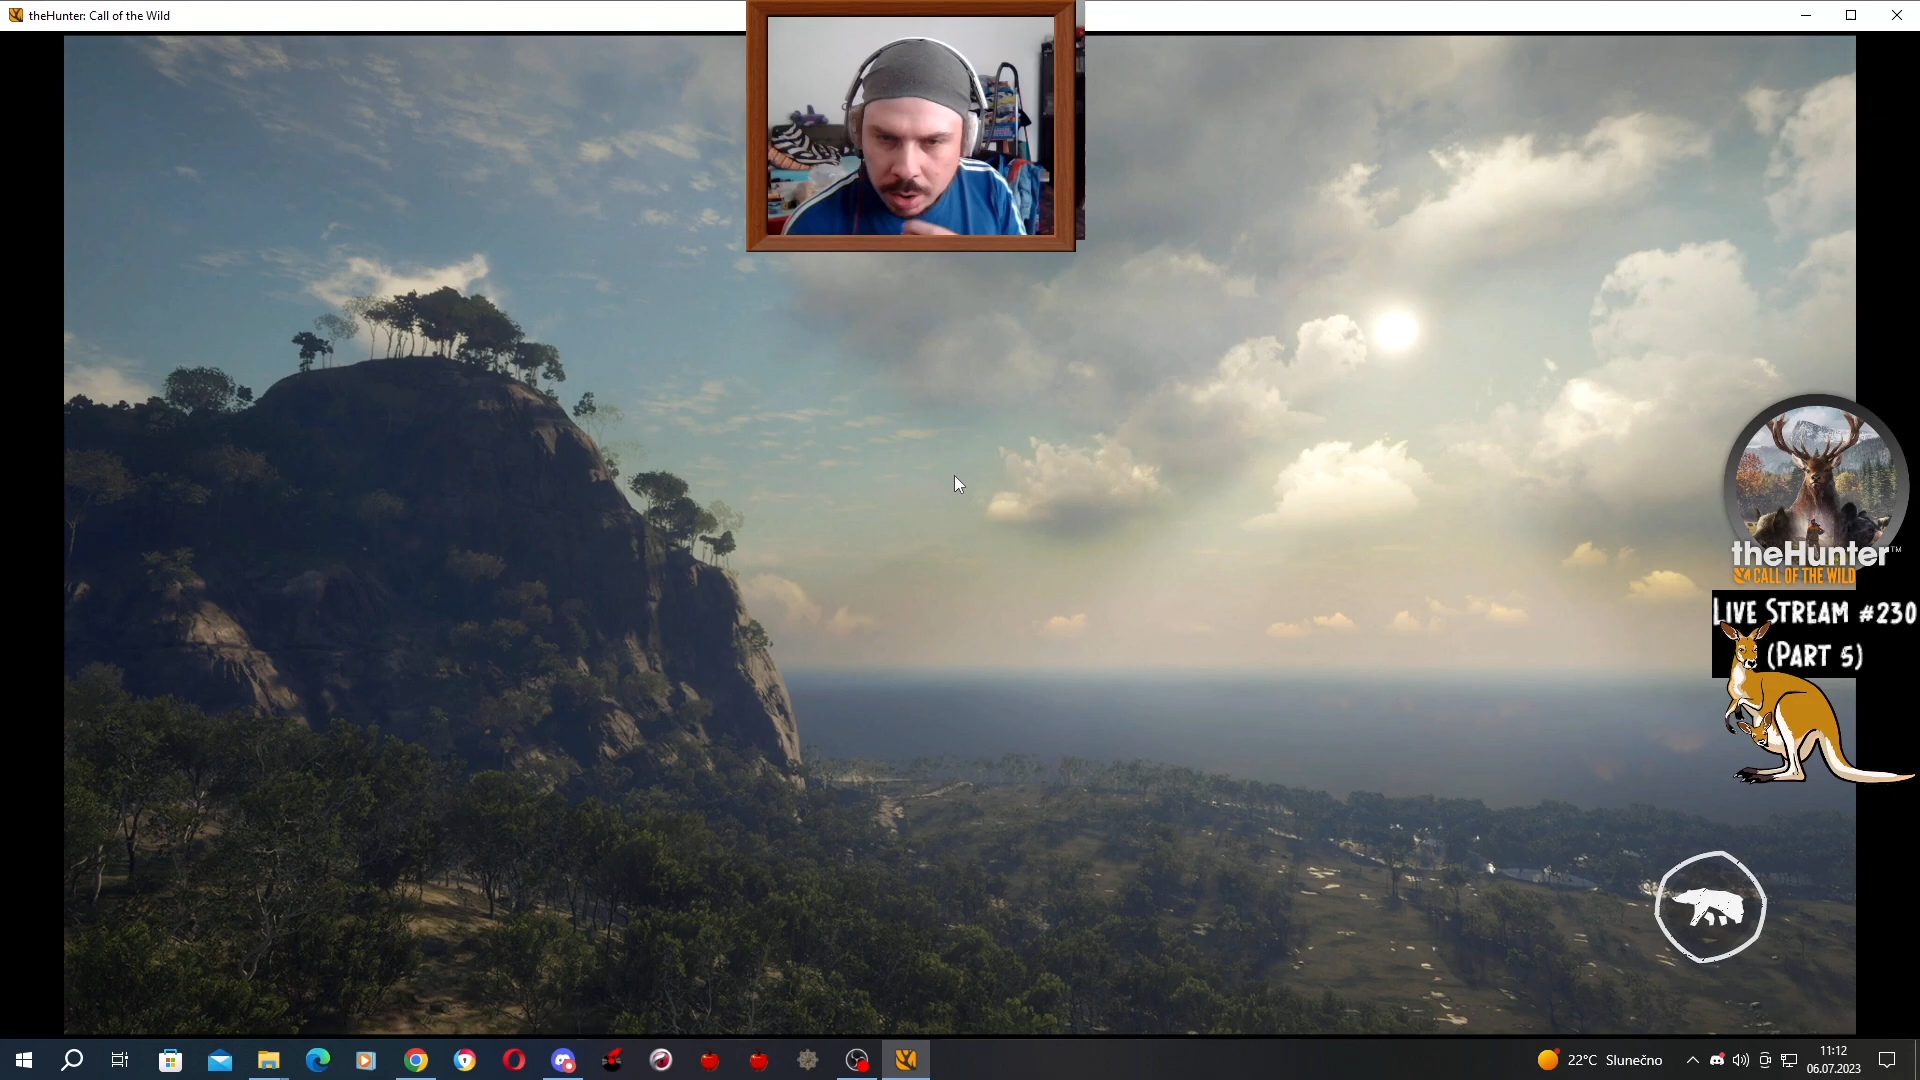 theHunter: Call of the Wild
theHunter™
CALL OF THE WILD
LIVE STREAM #230
(PART 5)
22°C Slunečno
11:12
06.07.2023